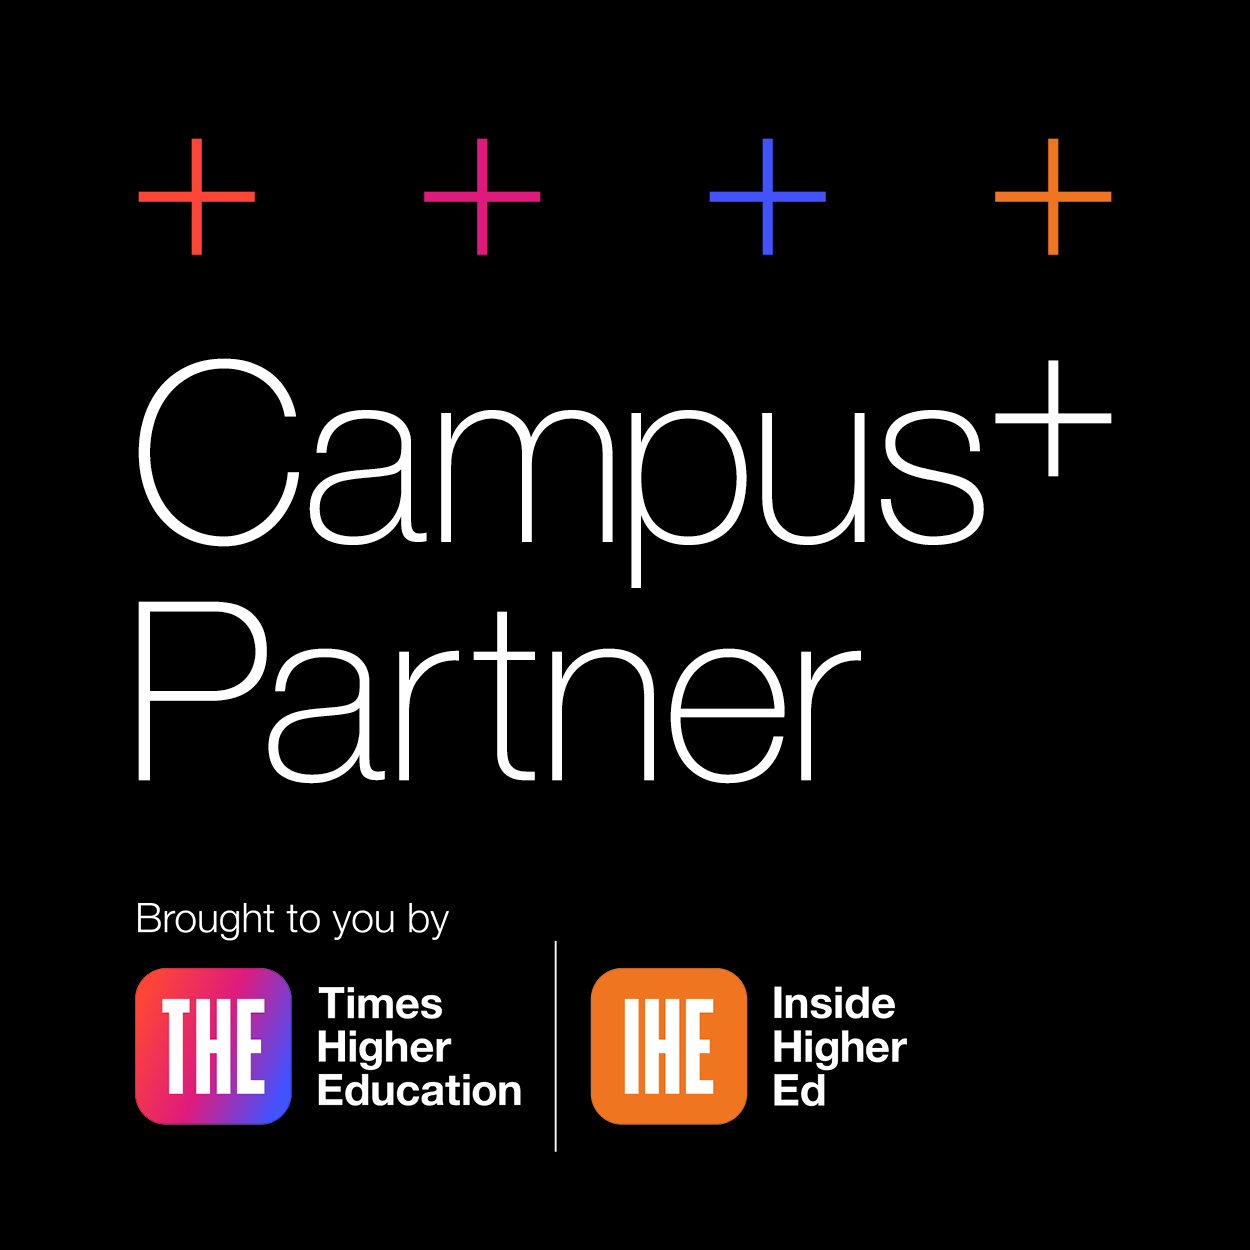 + + + +
Campus+
Partner
Brought to you by
THE
Times
Higher
Education
IHE
Inside
Higher
Ed